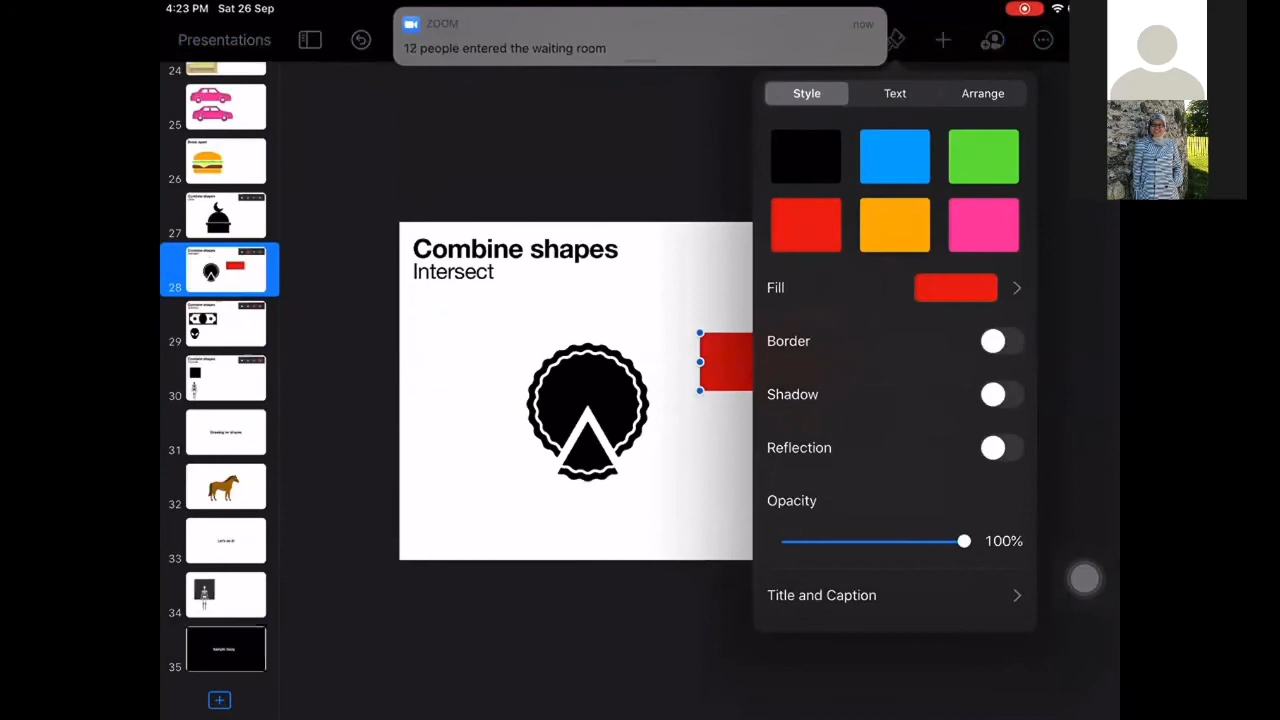 4:23 PM Sat 26 Sep
ZOOM
now
12 people entered the waiting room
Presentations
24
25
26
27
28
29
30
31
32
33
34
35
Combine shapes
Intersect
Style Text Arrange
Fill
Border
Shadow
Reflection
Opacity
100%
Title and Caption